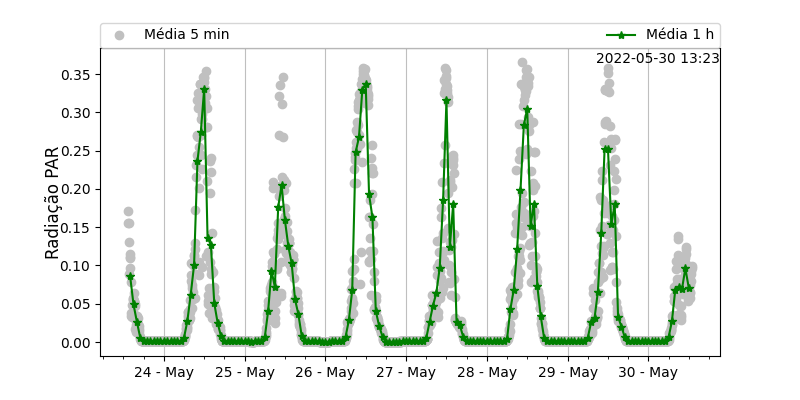 Média 5 min
Média 1 h
2022-05-30 13:23
0.35
0.30
0.25
0.20
0.15
0.10
0.05
0.00
Radiação PAR
24 - May
25 - May
26 - May
27 - May
28 - May
29 - May
30 - May